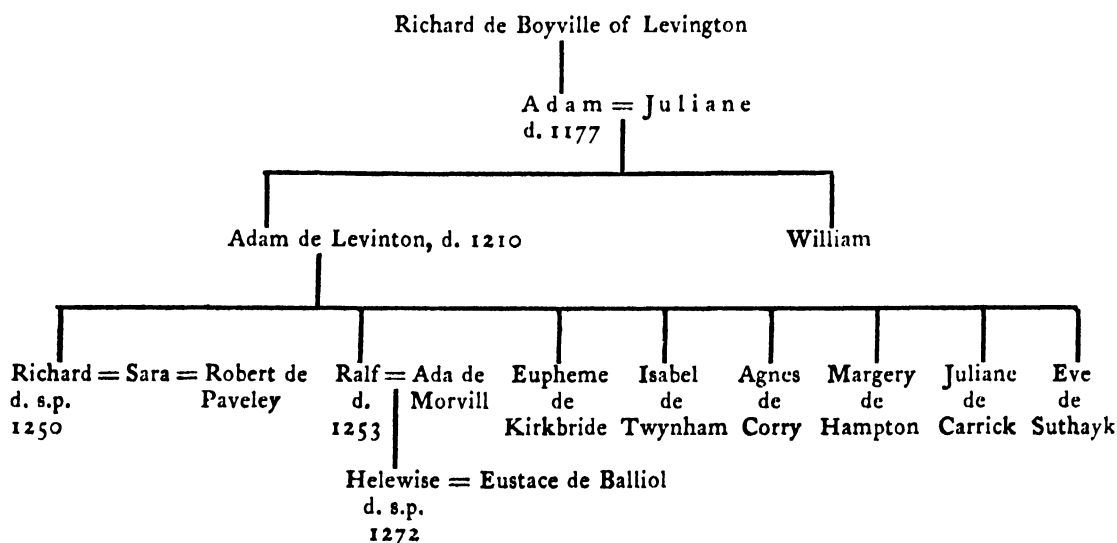 Richard de Boyville of Levington
Adam = Juliane
d. 1177
Adam de Levinton, d. 1210
William
Richard = Sara = Robert de Paveley
d. s.p.
1250
Ralf = Ada de Morvill
d.
1253
Eupheme
de
Kirkbride
Isabel
de
Twynham
Agnes
de
Corry
Margery
de
Hampton
Juliane
de
Carrick
Eve
de
Suthayk
Helewise = Eustace de Balliol
d. s.p.
1272